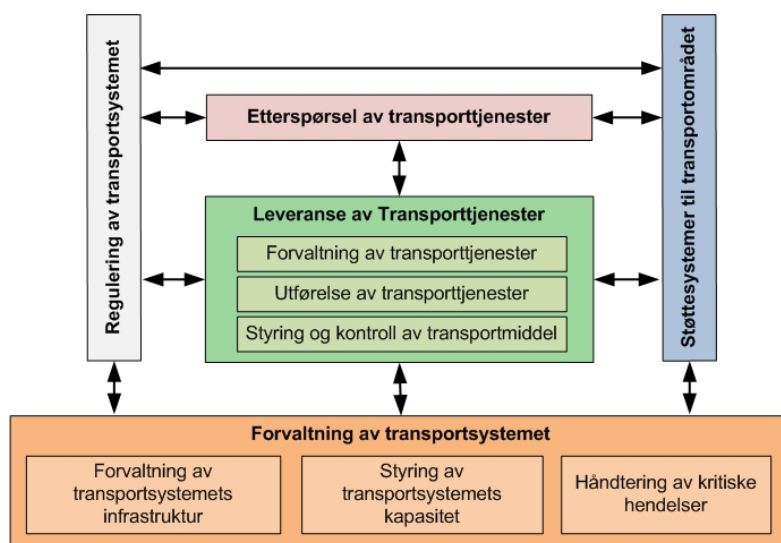 Regulering av transportsystemet
Etterspørsel av transporttjenester
Leveranse av Transporttjenester
Forvaltning av transporttjenester
Utførelse av transporttjenester
Styring og kontroll av transportmiddel
Støttesystemer til transportområdet
Forvaltning av transportsystemet
Forvaltning av
transportsystemets
infrastruktur
Styring av
transportsystemets
kapasitet
Håndtering av kritiske
hendelser